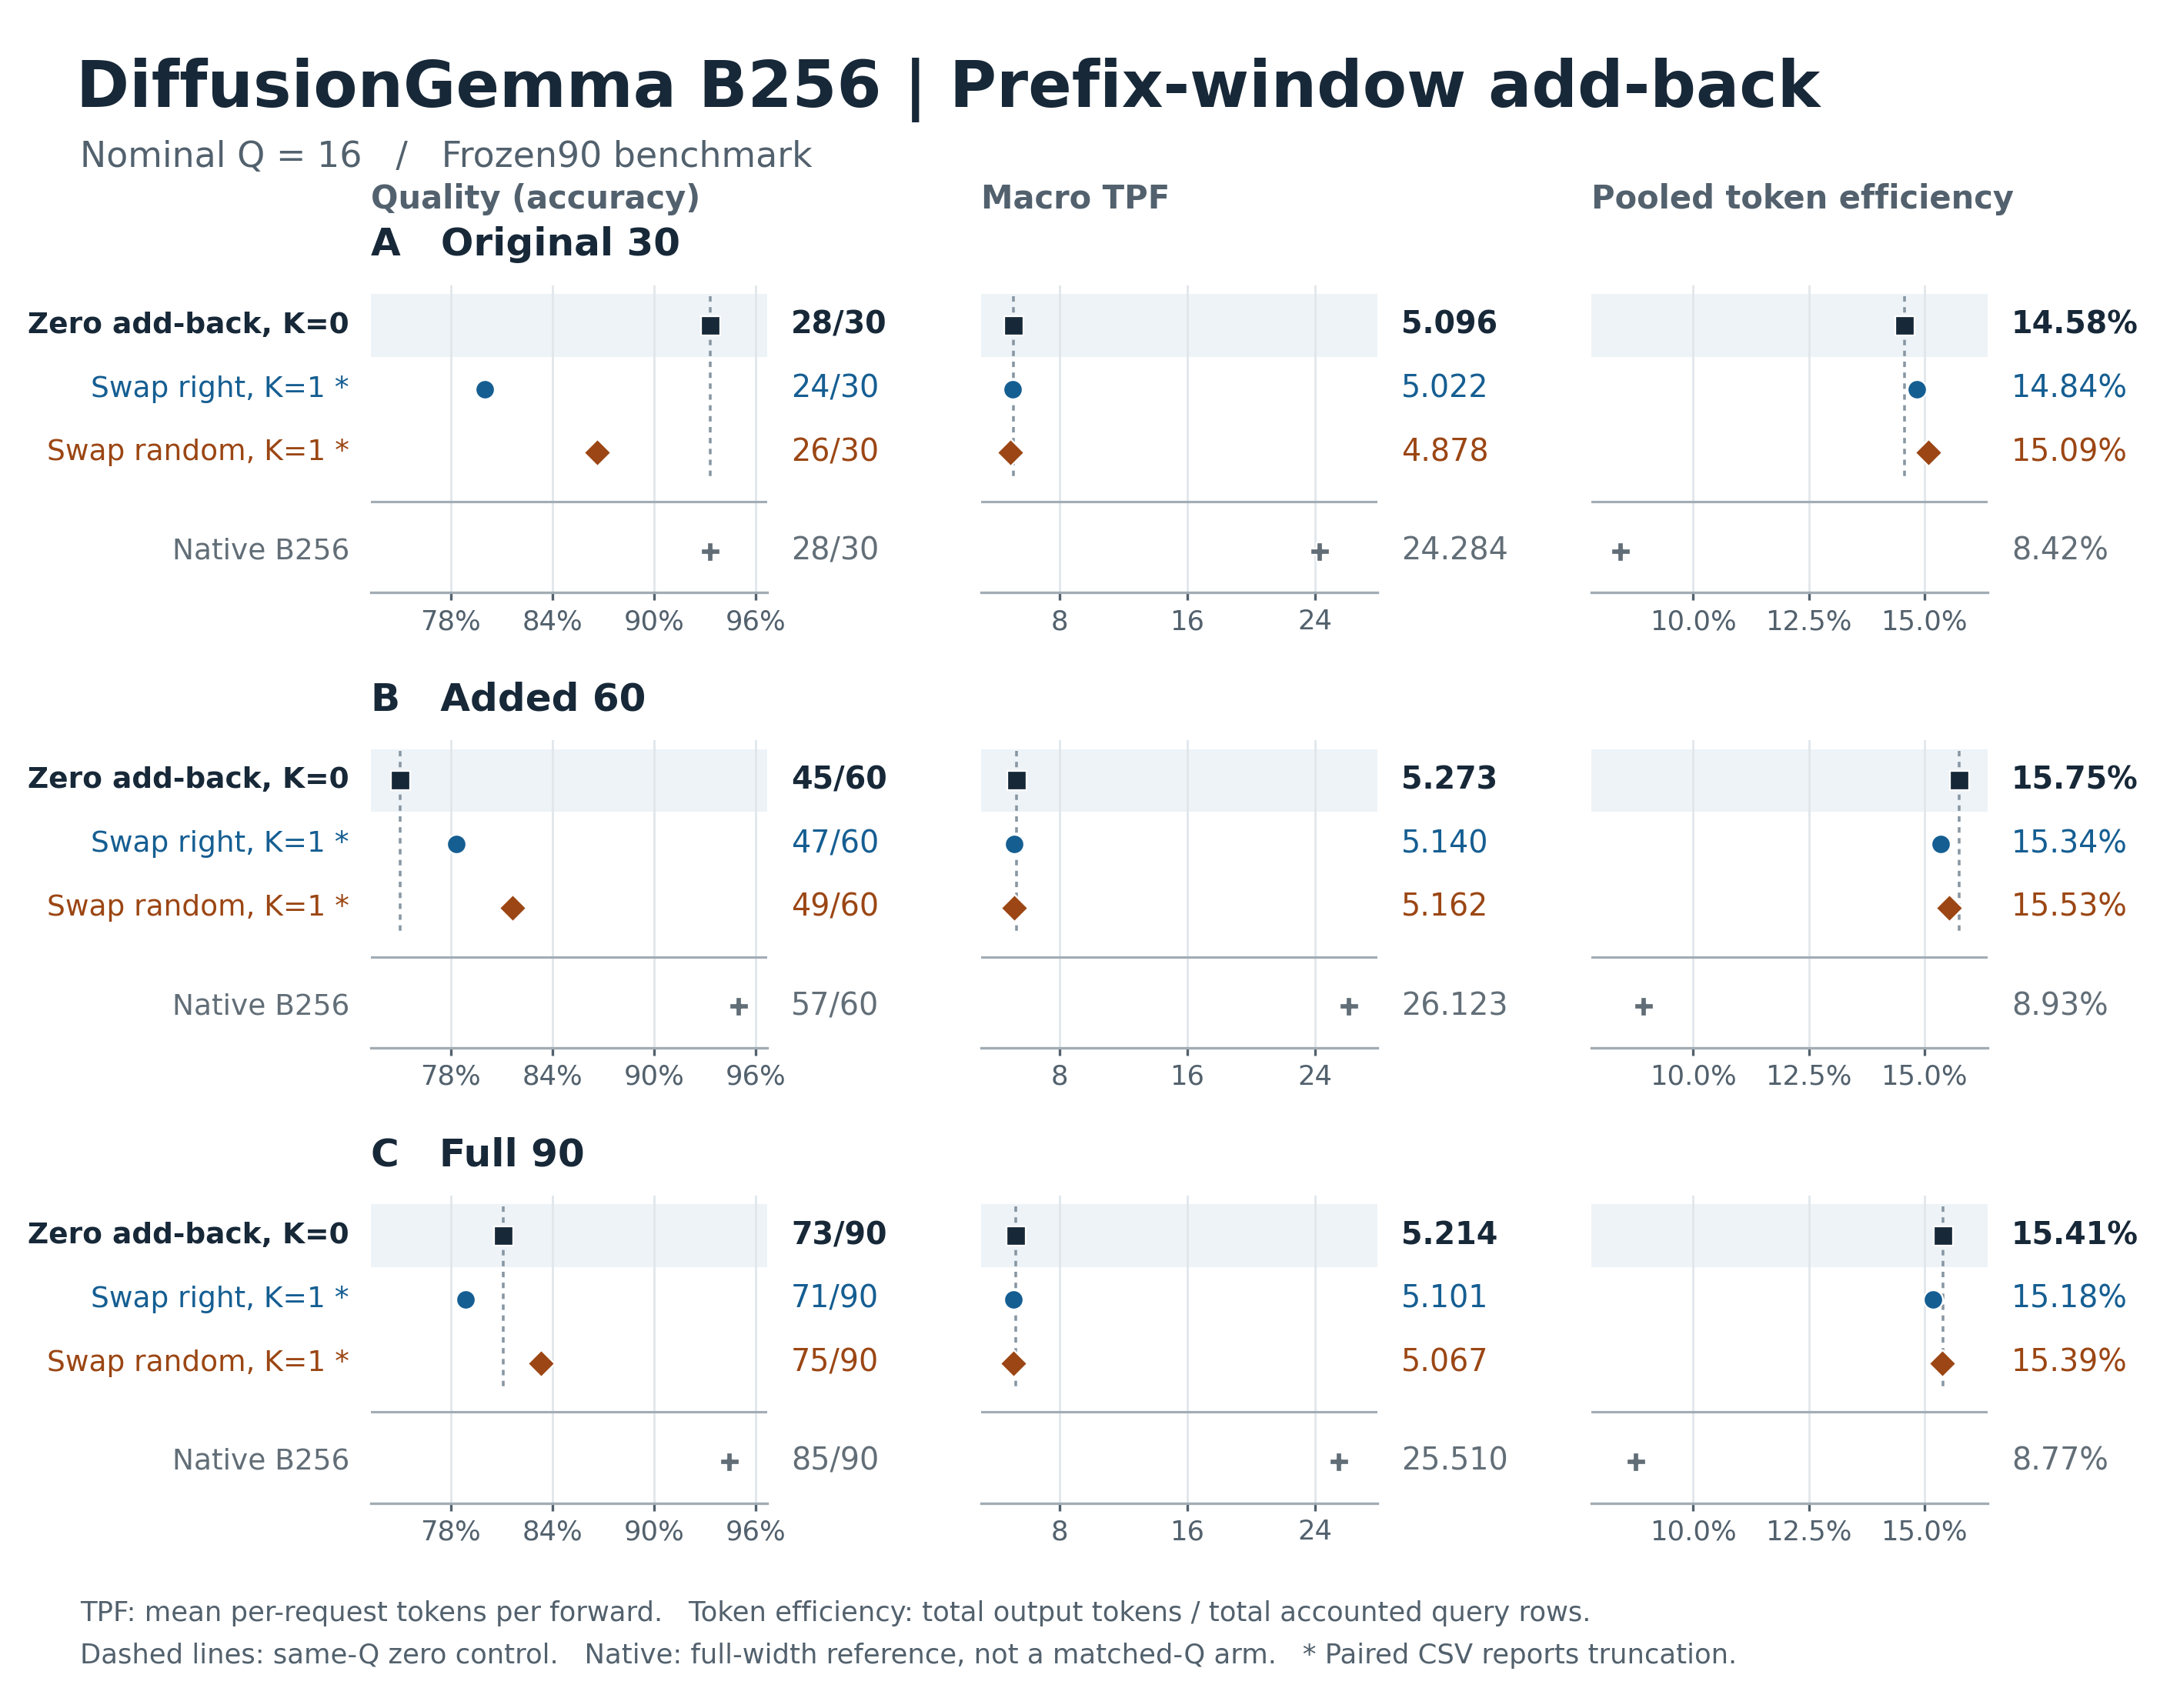 DiffusionGemma B256 | Prefix-window add-back
Nominal Q = 16 / Frozen90 benchmark
Quality (accuracy) Macro TPF Pooled token efficiency
A Original 30
Zero add-back, K=0 28/30 5.096 14.58%
Swap right, K=1 * 24/30 5.022 14.84%
Swap random, K=1 * 26/30 4.878 15.09%
Native B256 28/30 24.284 8.42%
78% 84% 90% 96% 8 16 24 10.0% 12.5% 15.0%
B Added 60
Zero add-back, K=0 45/60 5.273 15.75%
Swap right, K=1 * 47/60 5.140 15.34%
Swap random, K=1 * 49/60 5.162 15.53%
Native B256 57/60 26.123 8.93%
78% 84% 90% 96% 8 16 24 10.0% 12.5% 15.0%
C Full 90
Zero add-back, K=0 73/90 5.214 15.41%
Swap right, K=1 * 71/90 5.101 15.18%
Swap random, K=1 * 75/90 5.067 15.39%
Native B256 85/90 25.510 8.77%
78% 84% 90% 96% 8 16 24 10.0% 12.5% 15.0%
TPF: mean per-request tokens per forward. Token efficiency: total output tokens / total accounted query rows.
Dashed lines: same-Q zero control. Native: full-width reference, not a matched-Q arm. * Paired CSV reports truncation.